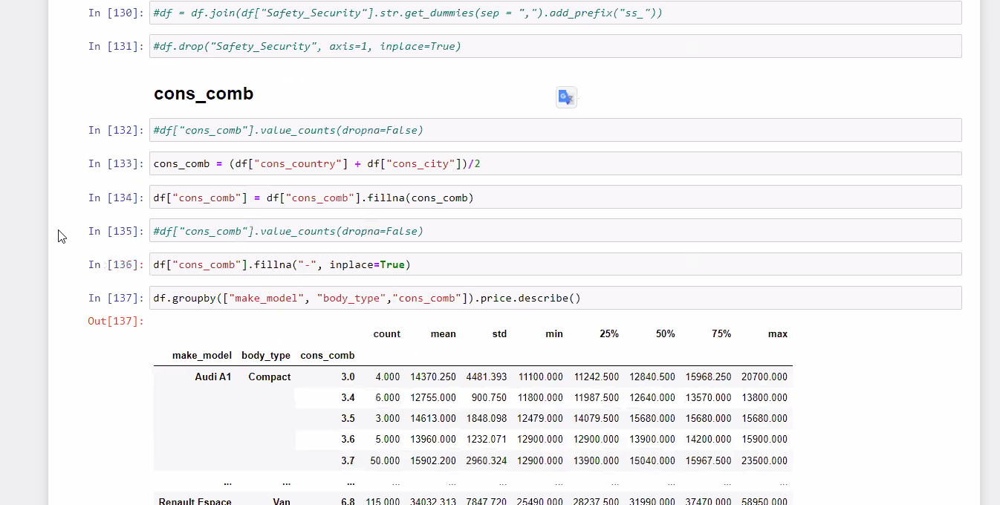 In [130]: #df = df.join(df["Safety_Security"].str.get_dummies(sep = ",").add_prefix("ss_"))
In [131]: #df.drop("Safety_Security", axis=1, inplace=True)
cons_comb
In [132]: #df["cons_comb"].value_counts(dropna=False)
In [133]: cons_comb = (df["cons_country"] + df["cons_city"])/2
In [134]: df["cons_comb"] = df["cons_comb"].fillna(cons_comb)
In [135]: #df["cons_comb"].value_counts(dropna=False)
In [136]: df["cons_comb"].fillna("-", inplace=True)
In [137]: df.groupby(["make_model", "body_type","cons_comb"]).price.describe()
Out[137]:
count mean std min 25% 50% 75% max
make_model body_type cons_comb
Audi A1 Compact 3.0 4.000 14370.250 4481.393 11100.000 11242.500 12840.500 15968.250 20700.000
3.4 6.000 12755.000 900.750 11800.000 11987.500 12640.000 13570.000 13800.000
3.5 3.000 14613.000 1848.098 12479.000 14079.500 15680.000 15680.000 15680.000
3.6 5.000 13960.000 1232.071 12900.000 12900.000 13900.000 14200.000 15900.000
3.7 50.000 15902.200 2960.324 12900.000 13900.000 15040.000 15967.500 23500.000
... ... ... ... ... ... ... ... ... ... ...
Renault Espace Van 6.8 115.000 34032.313 7847.720 25490.000 28237.500 31990.000 37470.000 58950.000